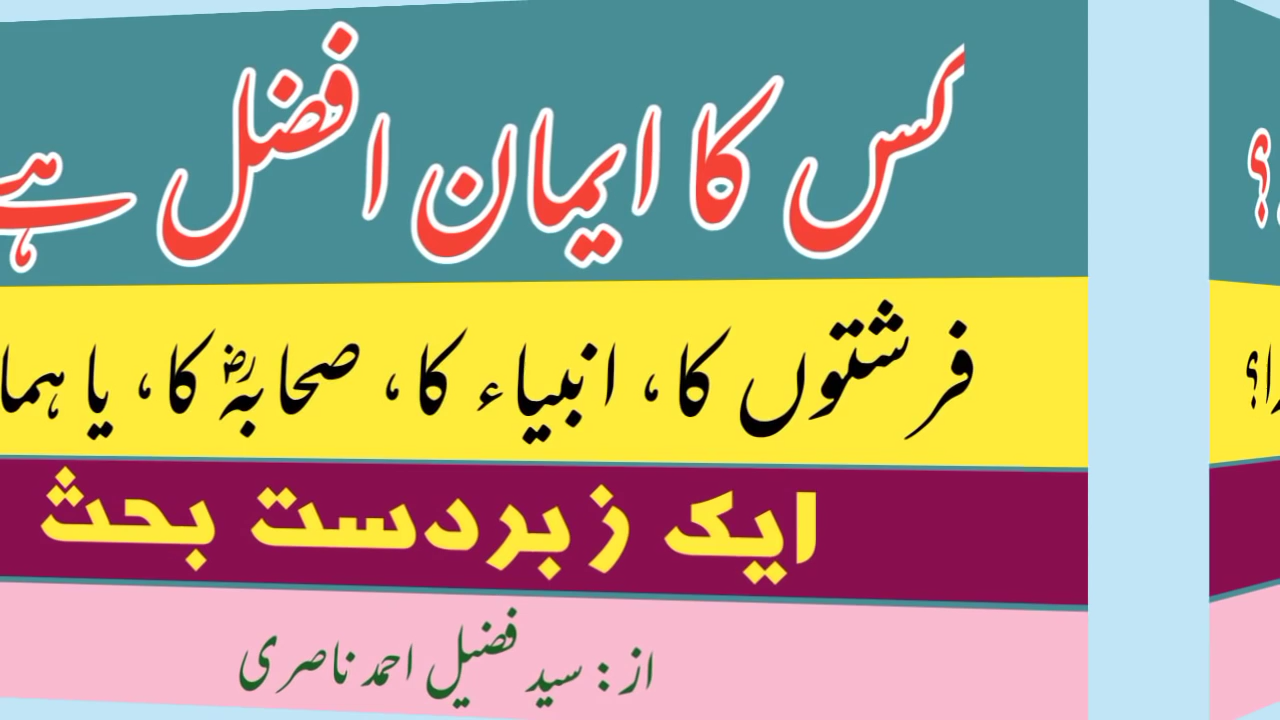 کس کا ایمان افضل ہے
فرشتوں کا، انبیاء کا، صحابہؓ کا، یا ہما
ایک زبردست بحث
از: سید فضیل احمد ناصری
؟
را؟